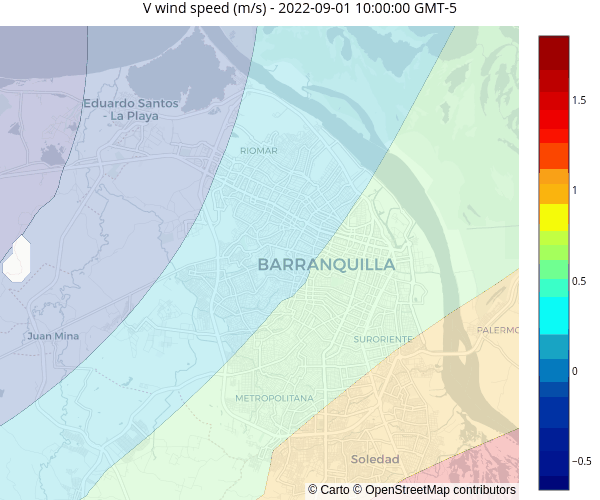 V wind speed (m/s) - 2022-09-01 10:00:00 GMT-5
Eduardo Santos
- La Playa
RIOMAR
BARRANQUILLA
Juan Mina
SURORIENTE
PALERMO
METROPOLITANA
Soledad
© Carto © OpenStreetMap contributors
1.5
1
0.5
0
−0.5